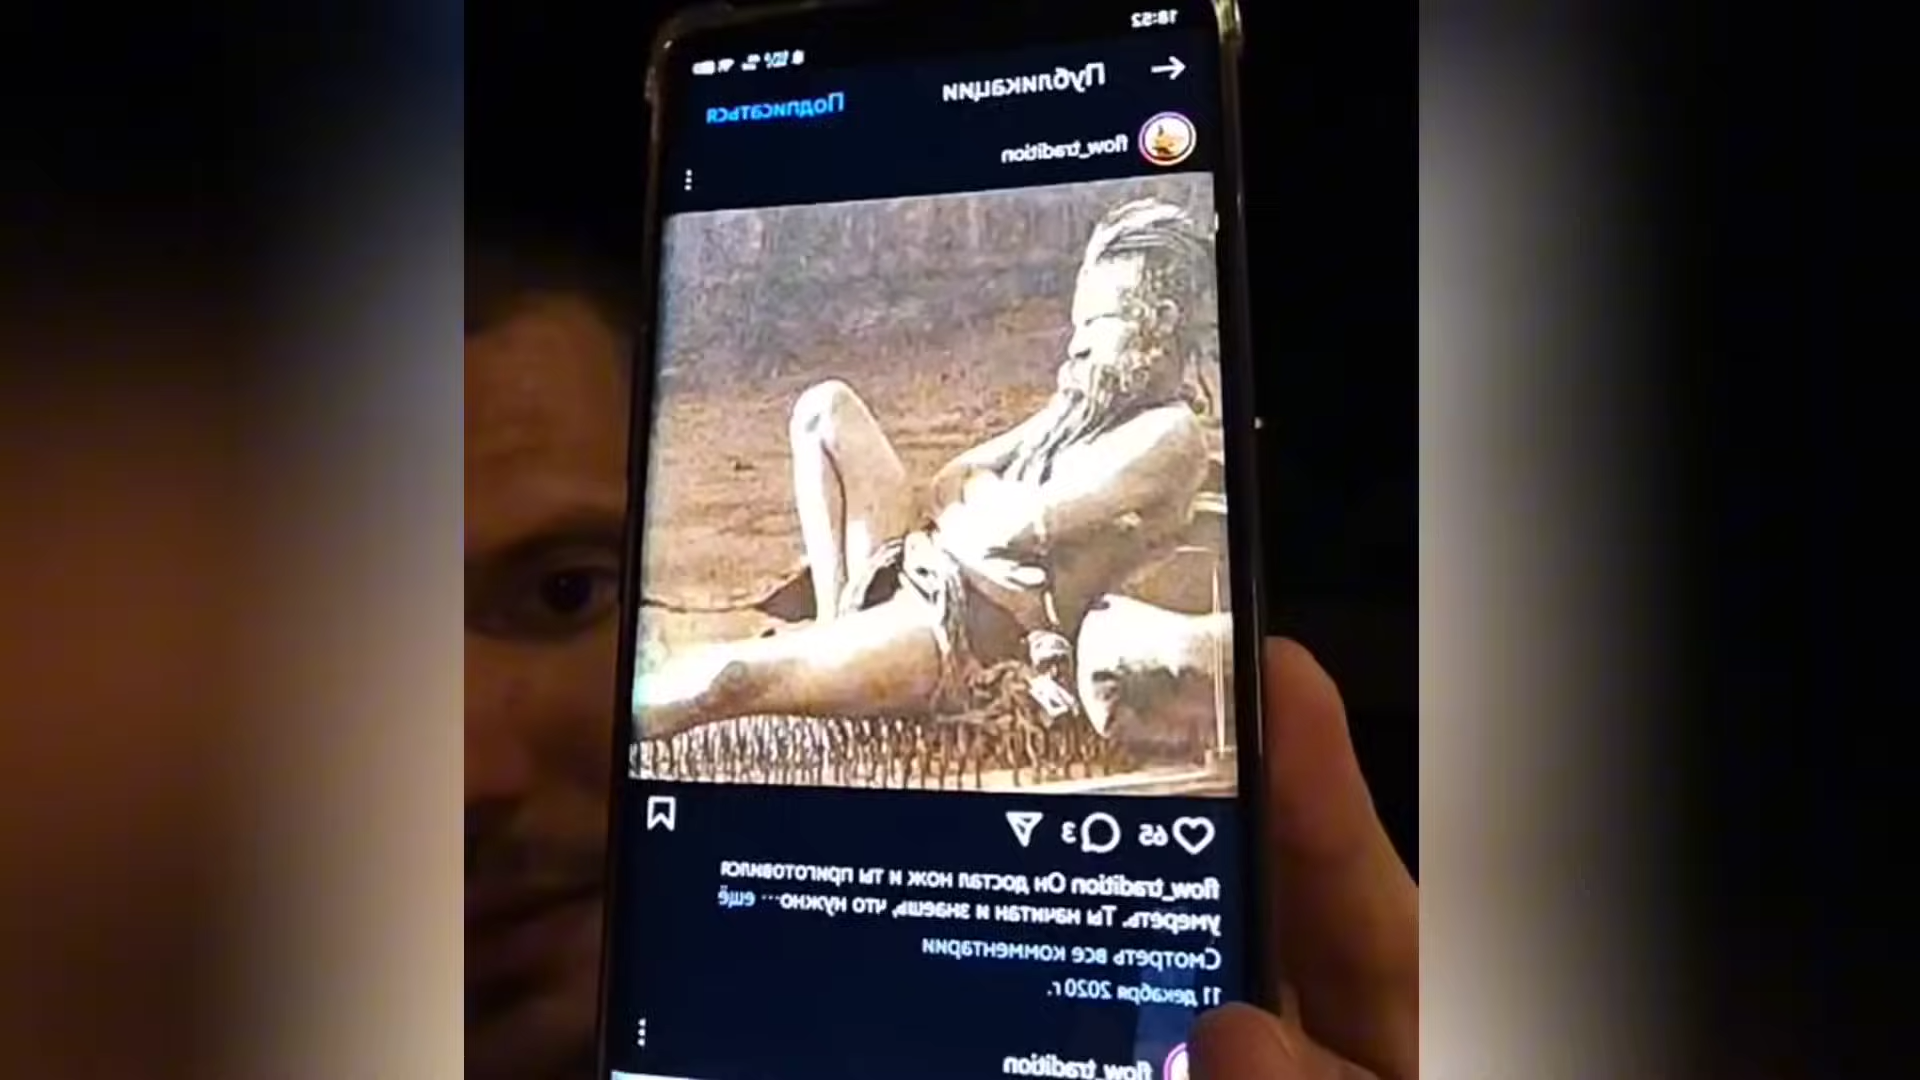 18:52
Публикации
Подписаться
flow_tradition
65 3
flow_tradition Он достал нож и ты приготовился
умереть. Ты начитан и знаешь, что нужно... ещё
Смотреть все комментарии
11 декабря 2020 г.
flow_tradition